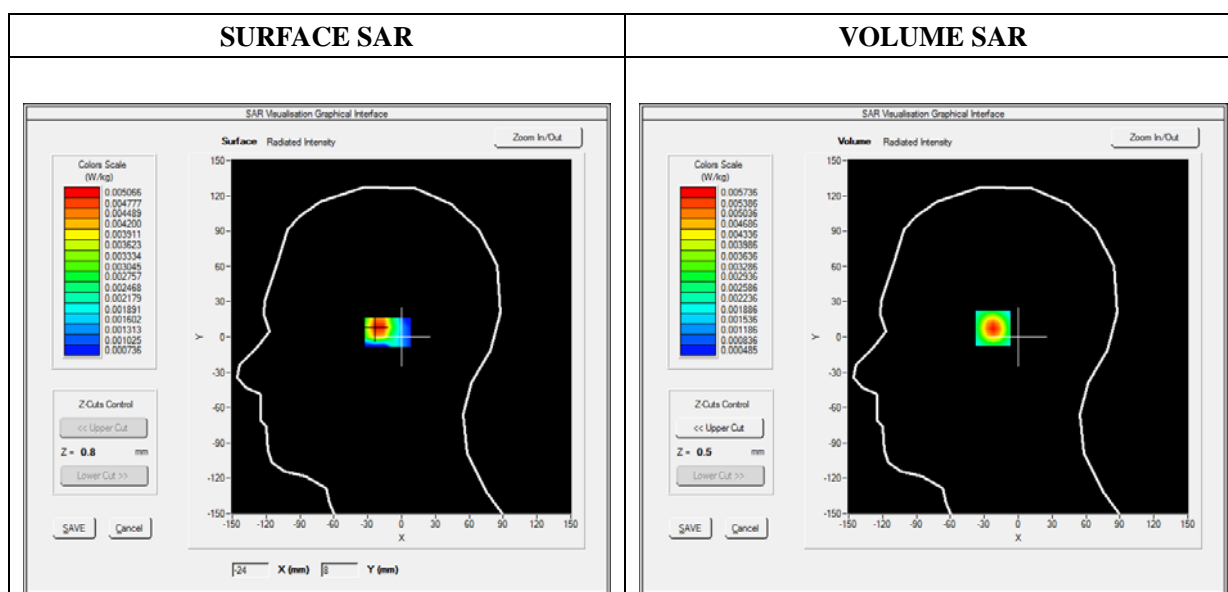 SURFACE SAR
VOLUME SAR
SAR Visualisation Graphical Interface
Surface Radiated Intensity
Zoom In/Out
Colors Scale
(W/kg)
0.005066
0.004777
0.004489
0.004200
0.003911
0.003623
0.003334
0.003045
0.002757
0.002468
0.002179
0.001891
0.001602
0.001313
0.001025
0.000736
Z-Cuts Control
<< Upper Cut
Z = 0.8 mm
Lower Cut >>
SAVE Cancel
150
120
90
60
30
0
-30
-60
-90
-120
-150
Y
-150 -120 -90 -60 -30 0 30 60 90 120 150
X
-24 X (mm) 8 Y (mm)
SAR Visualisation Graphical Interface
Volume Radiated Intensity
Zoom In/Out
Colors Scale
(W/kg)
0.005736
0.005386
0.005036
0.004686
0.004336
0.003986
0.003636
0.003286
0.002936
0.002586
0.002236
0.001886
0.001536
0.001186
0.000836
0.000485
Z-Cuts Control
<< Upper Cut
Z = 0.5 mm
Lower Cut >>
SAVE Cancel
150
120
90
60
30
0
-30
-60
-90
-120
-150
Y
-150 -120 -90 -60 -30 0 30 60 90 120 150
X